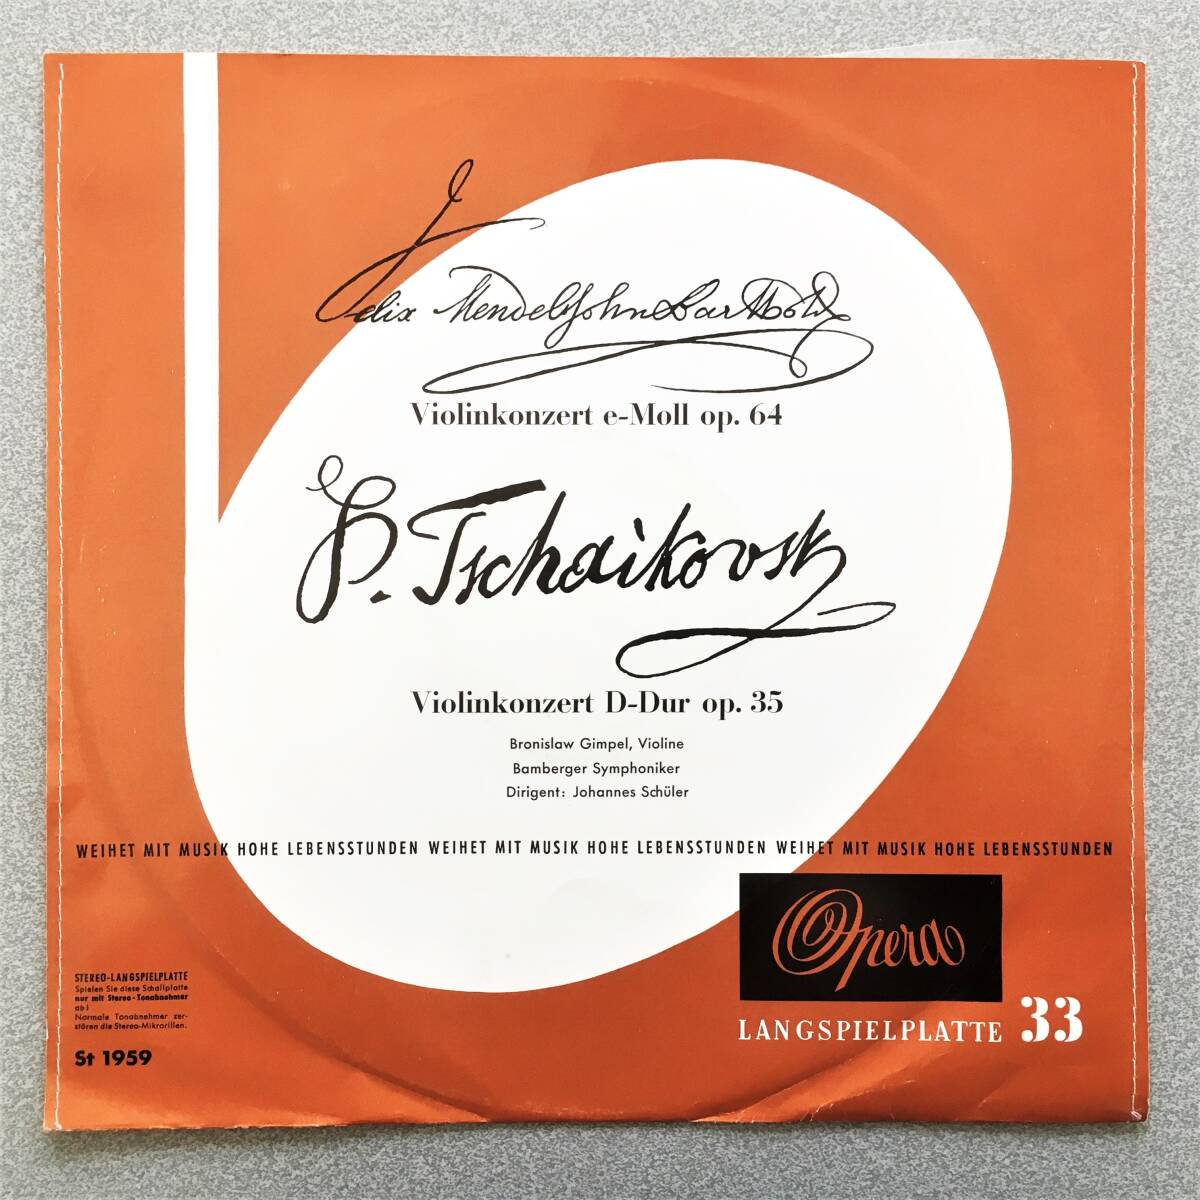 Felix Mendelssohn Bartholdy
Violinkonzert e-Moll op. 64
P. Tschaikovsky
Violinkonzert D-Dur op. 35
Bronislaw Gimpel, Violine
Bamberger Symphoniker
Dirigent: Johannes Schüler
WEIHET MIT MUSIK HOHE LEBENSSTUNDEN WEIHET MIT MUSIK HOHE LEBENSSTUNDEN WEIHET MIT MUSIK HOHE LEBENSSTUNDEN
Opera
LANGSPIELPLATTE 33
STEREO-LANGSPIELPLATTE
Spielen Sie diese Schallplatte
nur mit Stereo-Tonabnehmer
ab!
Normale Tonabnehmer zer-
stören die Stereo-Mikrorillen.
St 1959